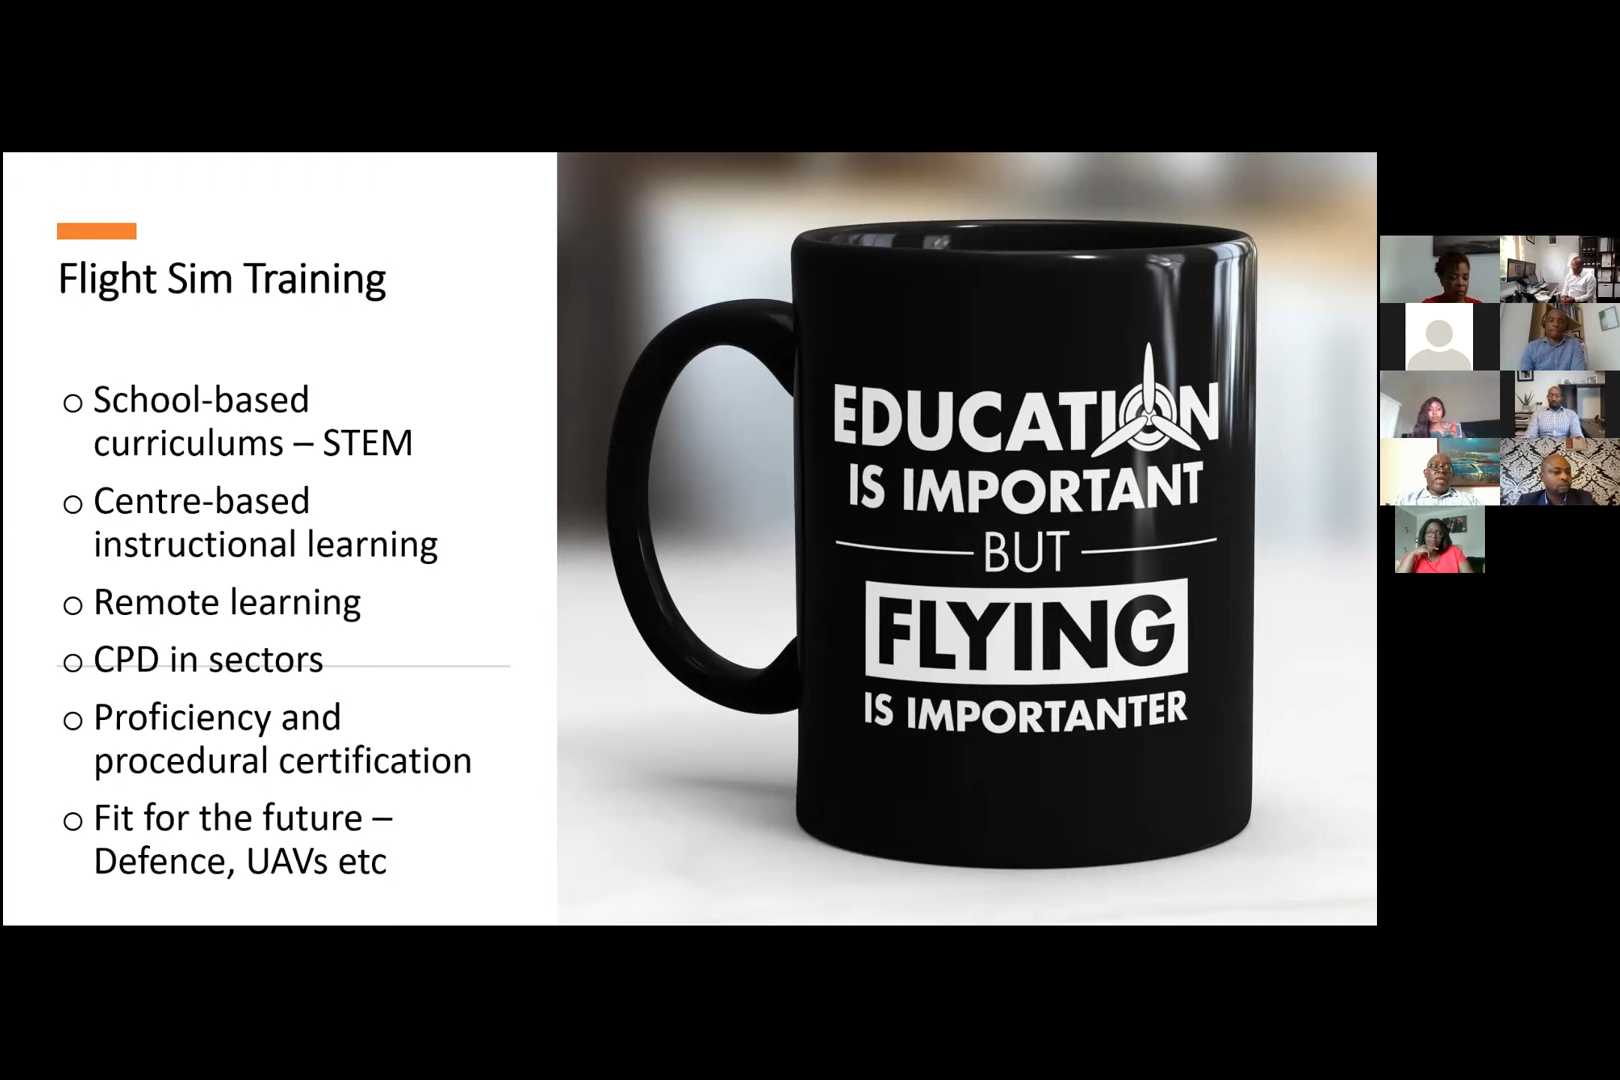 Flight Sim Training
o School-based
curriculums – STEM
o Centre-based
instructional learning
o Remote learning
o CPD in sectors
o Proficiency and
procedural certification
o Fit for the future –
Defence, UAVs etc
EDUCATION
IS IMPORTANT
BUT
FLYING
IS IMPORTANTER